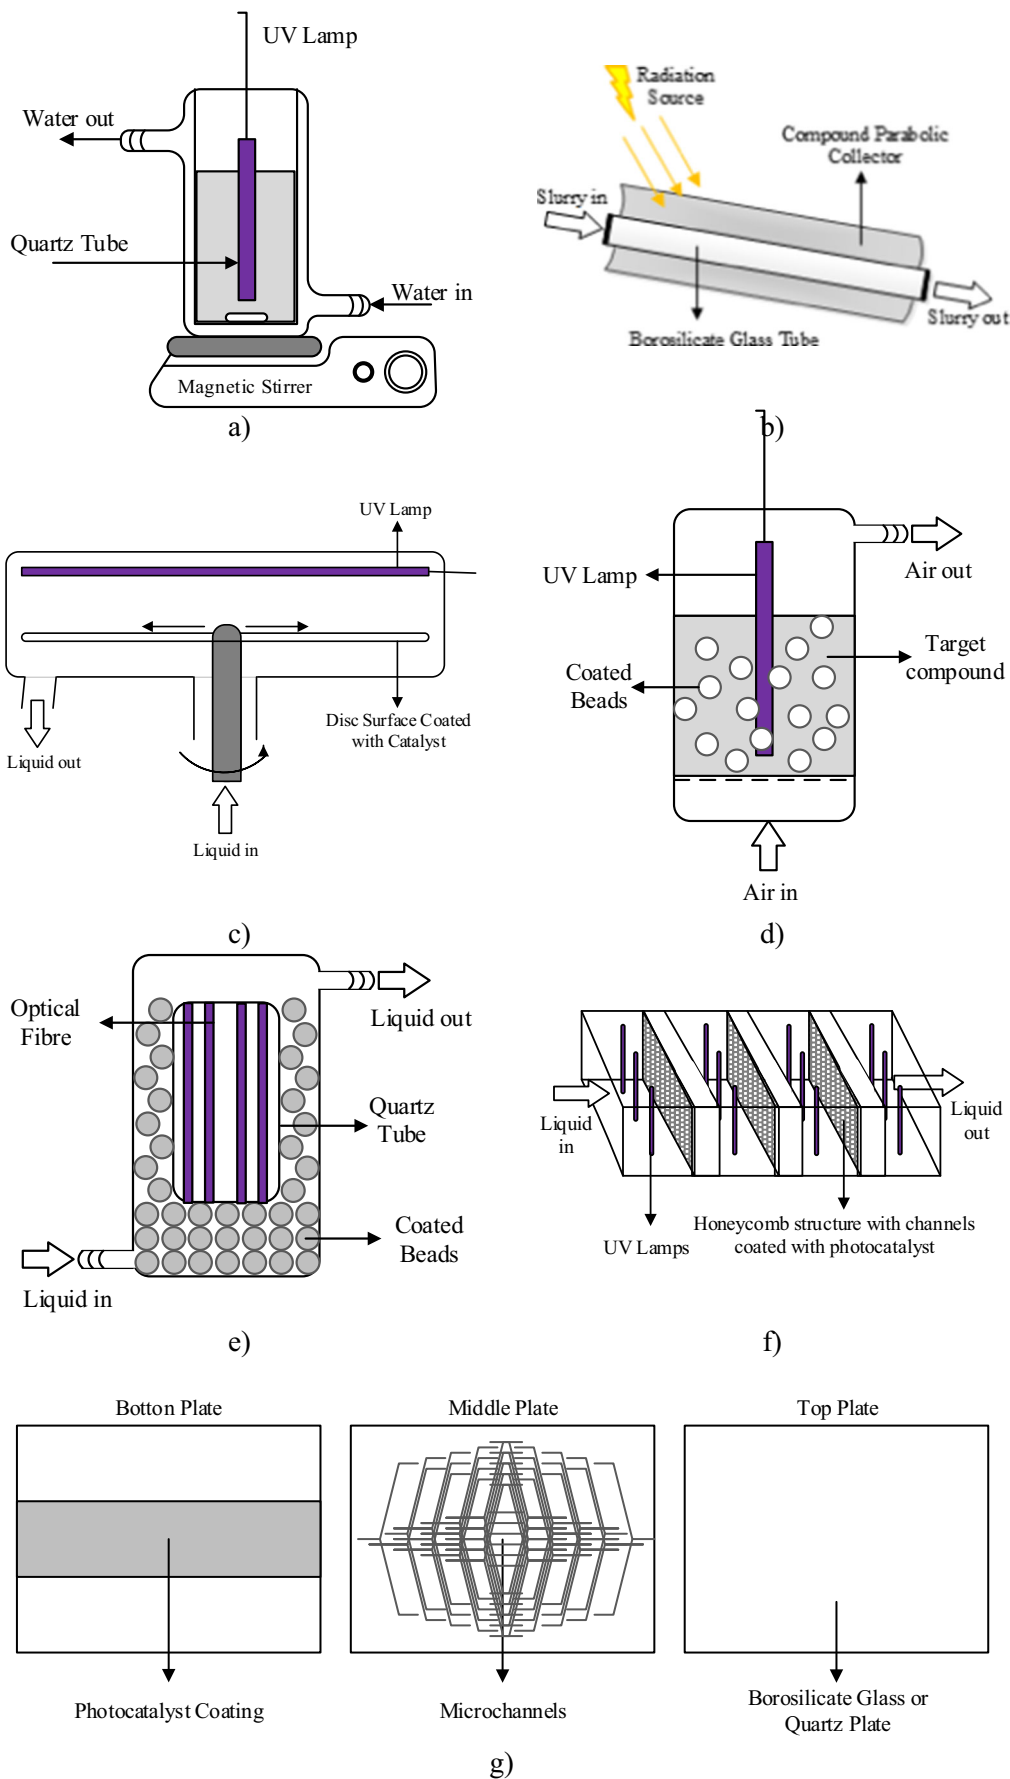 UV Lamp
Water out
Quartz Tube
Water in
Magnetic Stirrer
a)
Radiation
Source
Compound Parabolic
Collector
Slurry in
Slurry out
Borosilicate Glass Tube
b)
UV Lamp
Disc Surface Coated
with Catalyst
Liquid out
Liquid in
c)
UV Lamp
Air out
Target
compound
Coated
Beads
Air in
d)
Optical
Fibre
Liquid out
Quartz
Tube
Coated
Beads
Liquid in
e)
Liquid
in
Liquid
out
UV Lamps
Honeycomb structure with channels
coated with photocatalyst
f)
Botton Plate
Middle Plate
Top Plate
Photocatalyst Coating
Microchannels
Borosilicate Glass or
Quartz Plate
g)